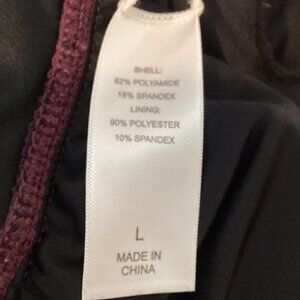 SHELL:
82% POLYAMIDE
18% SPANDEX
LINING:
90% POLYESTER
10% SPANDEX
L
MADE IN
CHINA